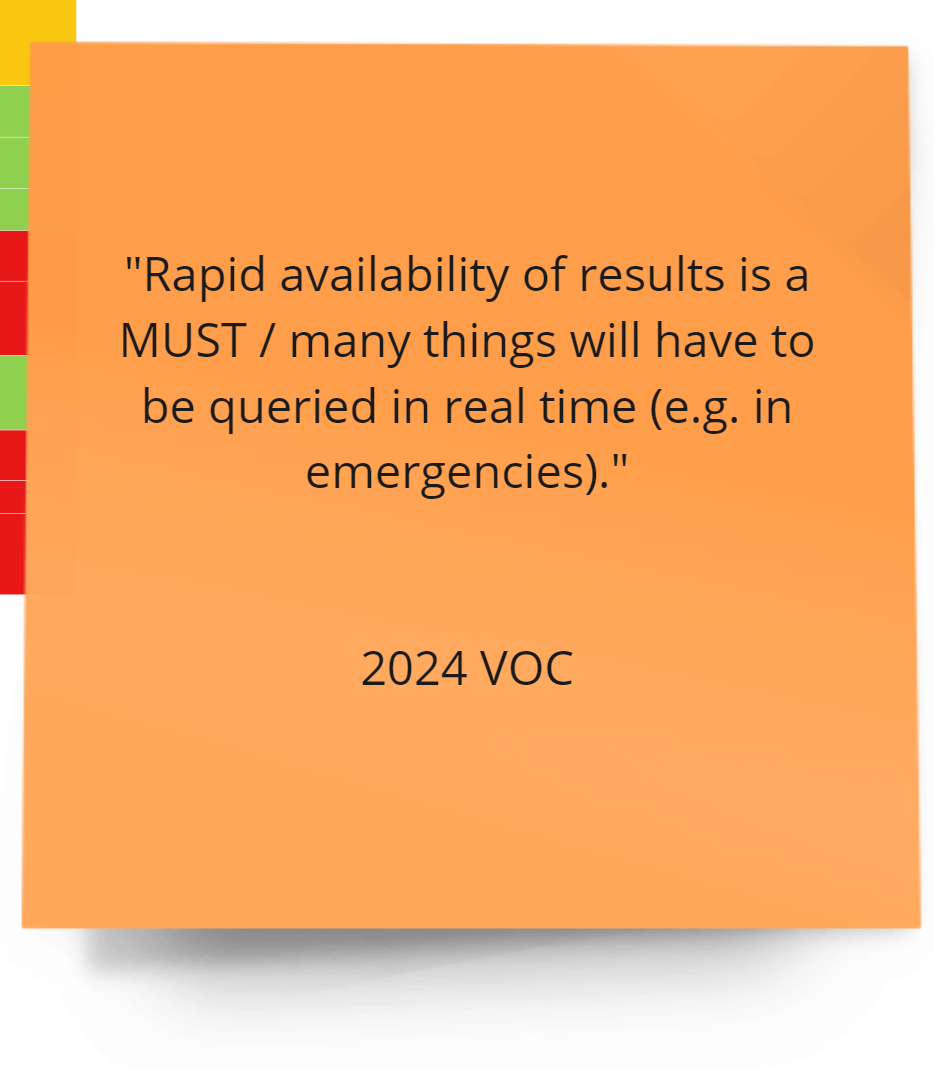 "Rapid availability of results is a
MUST / many things will have to
be queried in real time (e.g. in
emergencies)."
2024 VOC